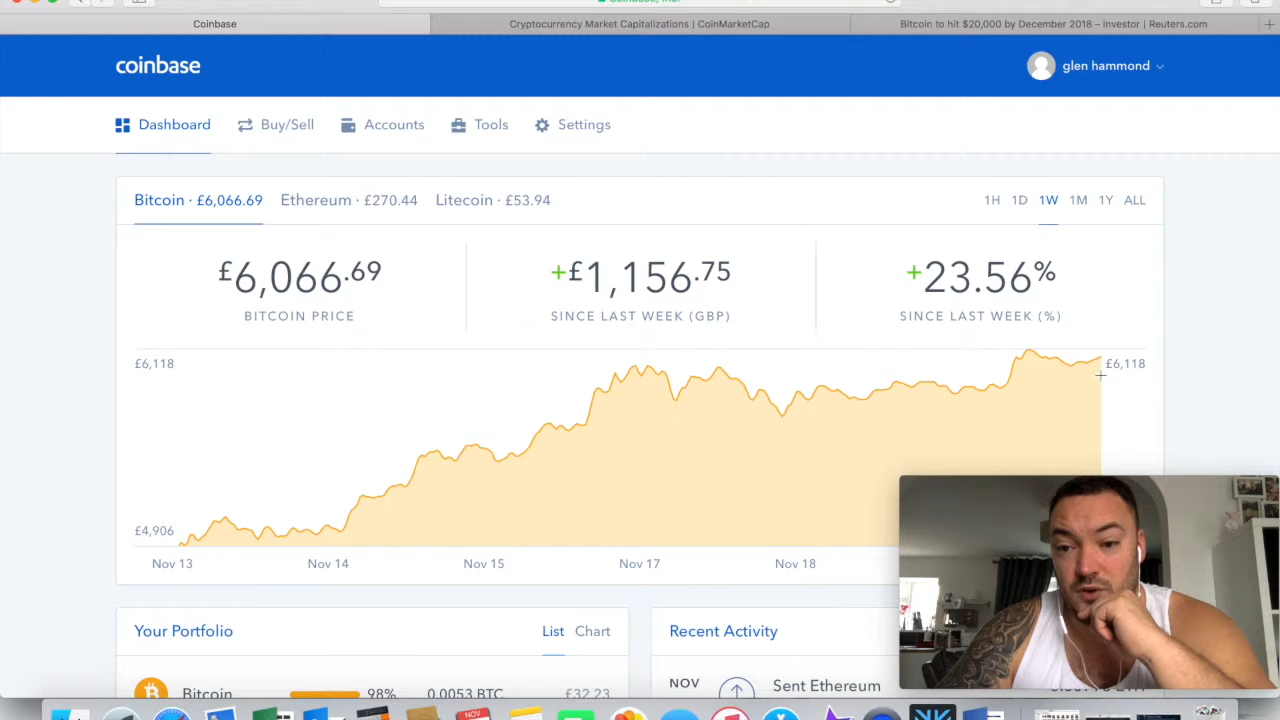 Coinbase
Cryptocurrency Market Capitalizations | CoinMarketCap
Bitcoin to hit $20,000 by December 2018 – investor | Reuters.com
coinbase
glen hammond
Dashboard
Buy/Sell
Accounts
Tools
Settings
Bitcoin · £6,066.69
Ethereum · £270.44
Litecoin · £53.94
1H 1D 1W 1M 1Y ALL
£6,066.69
+£1,156.75
+23.56%
BITCOIN PRICE
SINCE LAST WEEK (GBP)
SINCE LAST WEEK (%)
£6,118
£6,118
£4,906
Nov 13
Nov 14
Nov 15
Nov 17
Nov 18
Your Portfolio
List
Chart
Recent Activity
Bitcoin
98%
0.0053 BTC
£32.23
NOV
Sent Ethereum
NOV